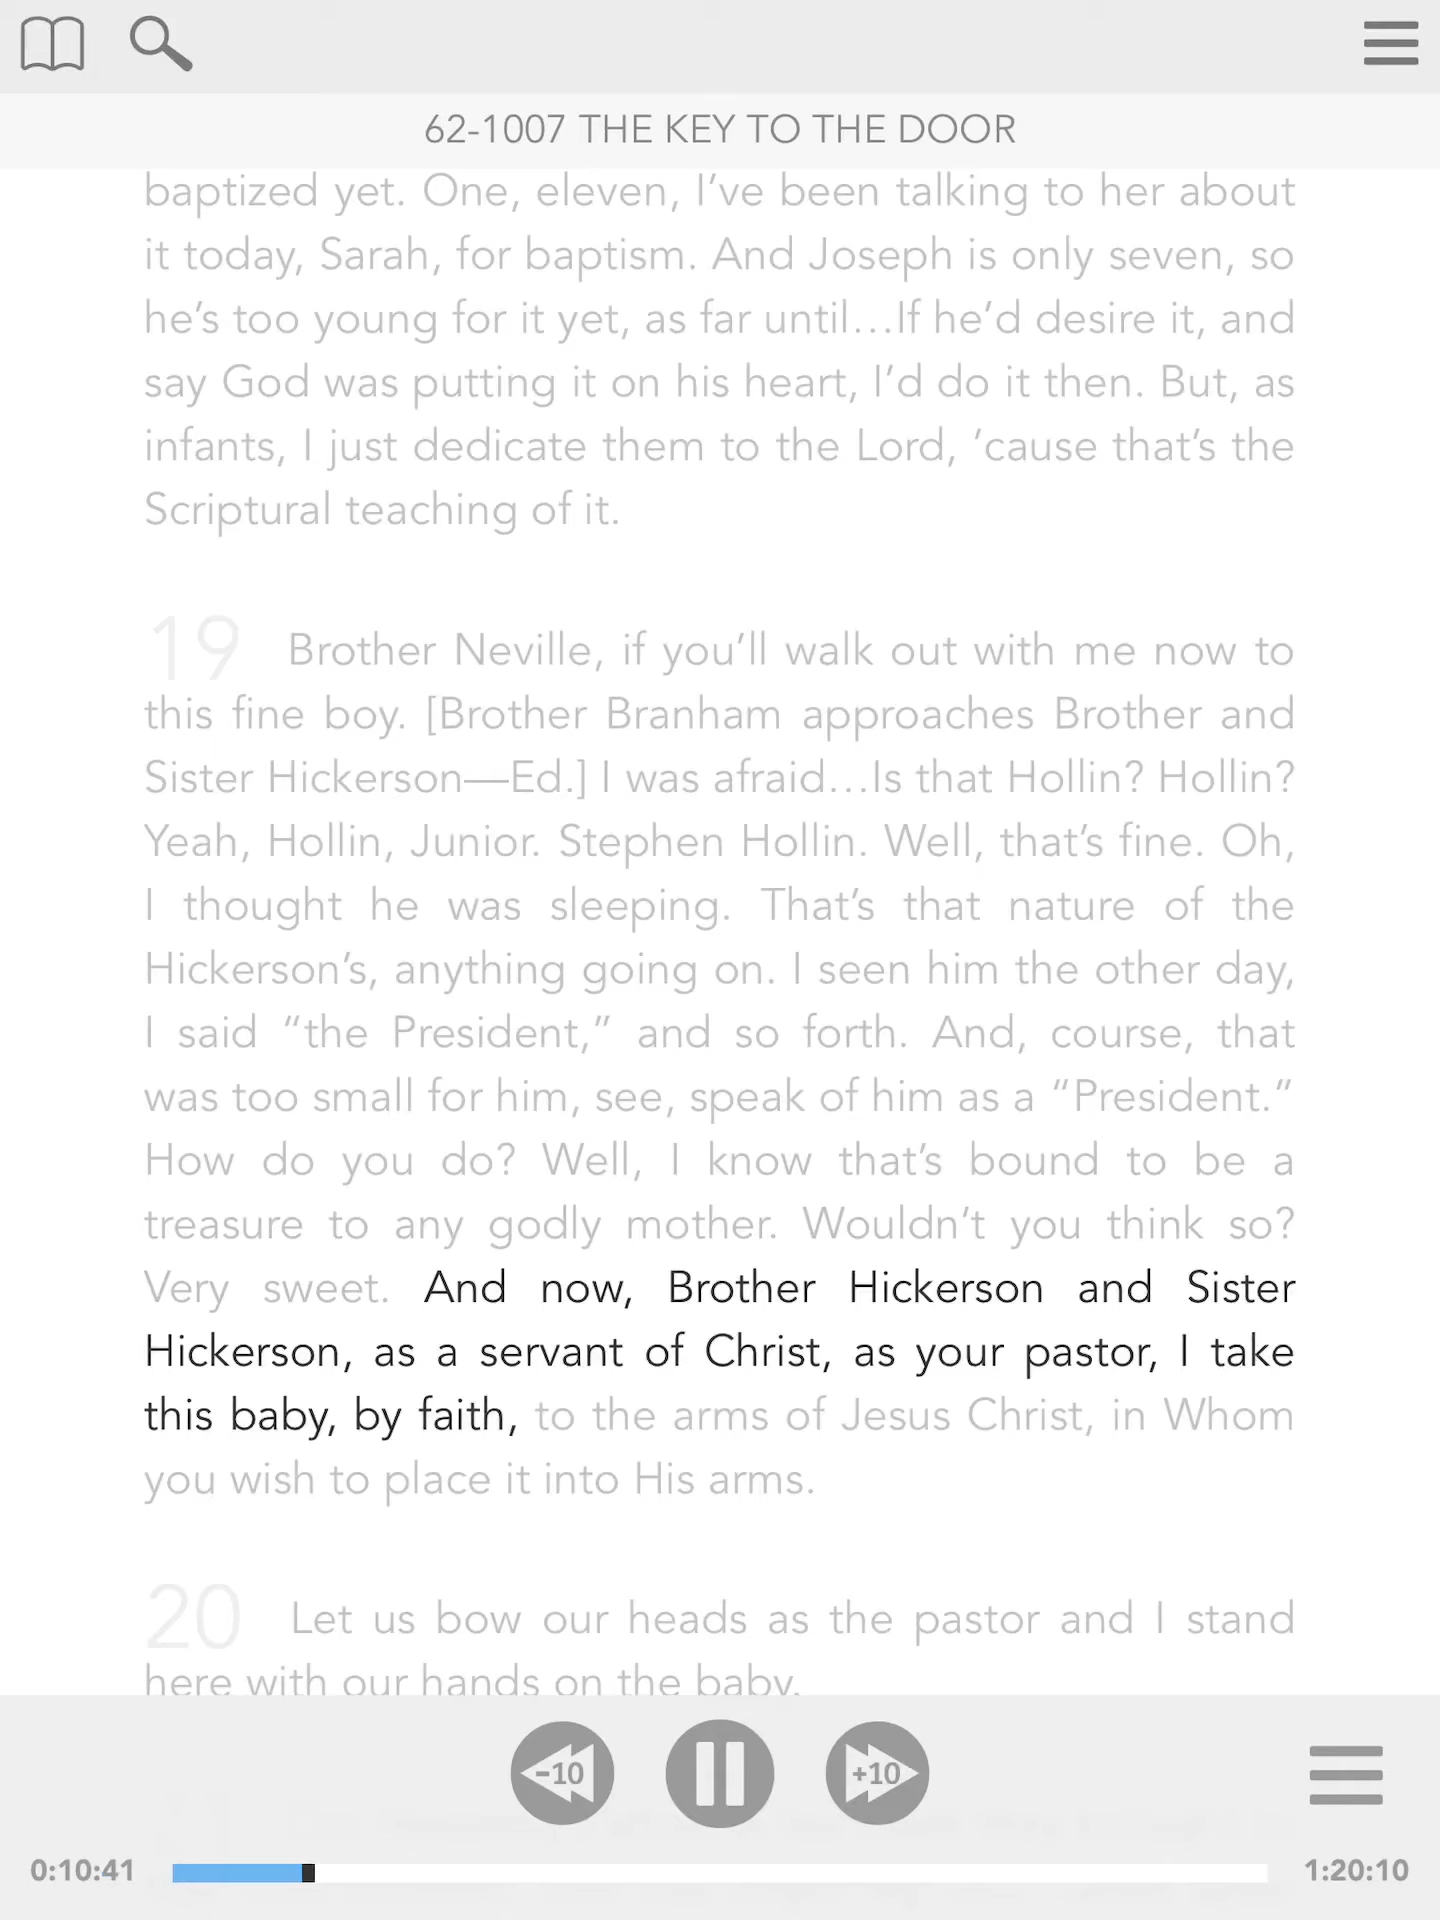 62-1007 THE KEY TO THE DOOR
baptized yet. One, eleven, I’ve been talking to her about
it today, Sarah, for baptism. And Joseph is only seven, so
he’s too young for it yet, as far until…If he’d desire it, and
say God was putting it on his heart, I’d do it then. But, as
infants, I just dedicate them to the Lord, ’cause that’s the
Scriptural teaching of it.
19 Brother Neville, if you’ll walk out with me now to
this fine boy. [Brother Branham approaches Brother and
Sister Hickerson—Ed.] I was afraid…Is that Hollin? Hollin?
Yeah, Hollin, Junior. Stephen Hollin. Well, that’s fine. Oh,
I thought he was sleeping. That’s that nature of the
Hickerson’s, anything going on. I seen him the other day,
I said “the President,” and so forth. And, course, that
was too small for him, see, speak of him as a “President.”
How do you do? Well, I know that’s bound to be a
treasure to any godly mother. Wouldn’t you think so?
Very sweet. And now, Brother Hickerson and Sister
Hickerson, as a servant of Christ, as your pastor, I take
this baby, by faith, to the arms of Jesus Christ, in Whom
you wish to place it into His arms.
20 Let us bow our heads as the pastor and I stand
here with our hands on the baby.
-10 +10
0:10:41 1:20:10